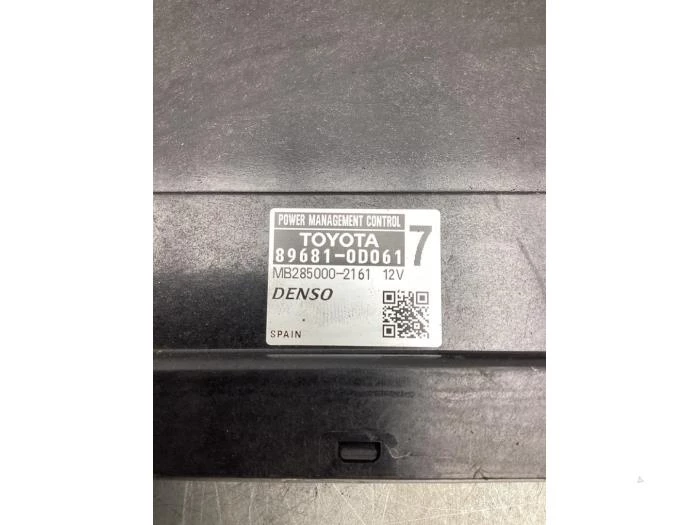 POWER MANAGEMENT CONTROL
TOYOTA
7
89681-0D061
MB285000-2161 12V
DENSO
SPAIN